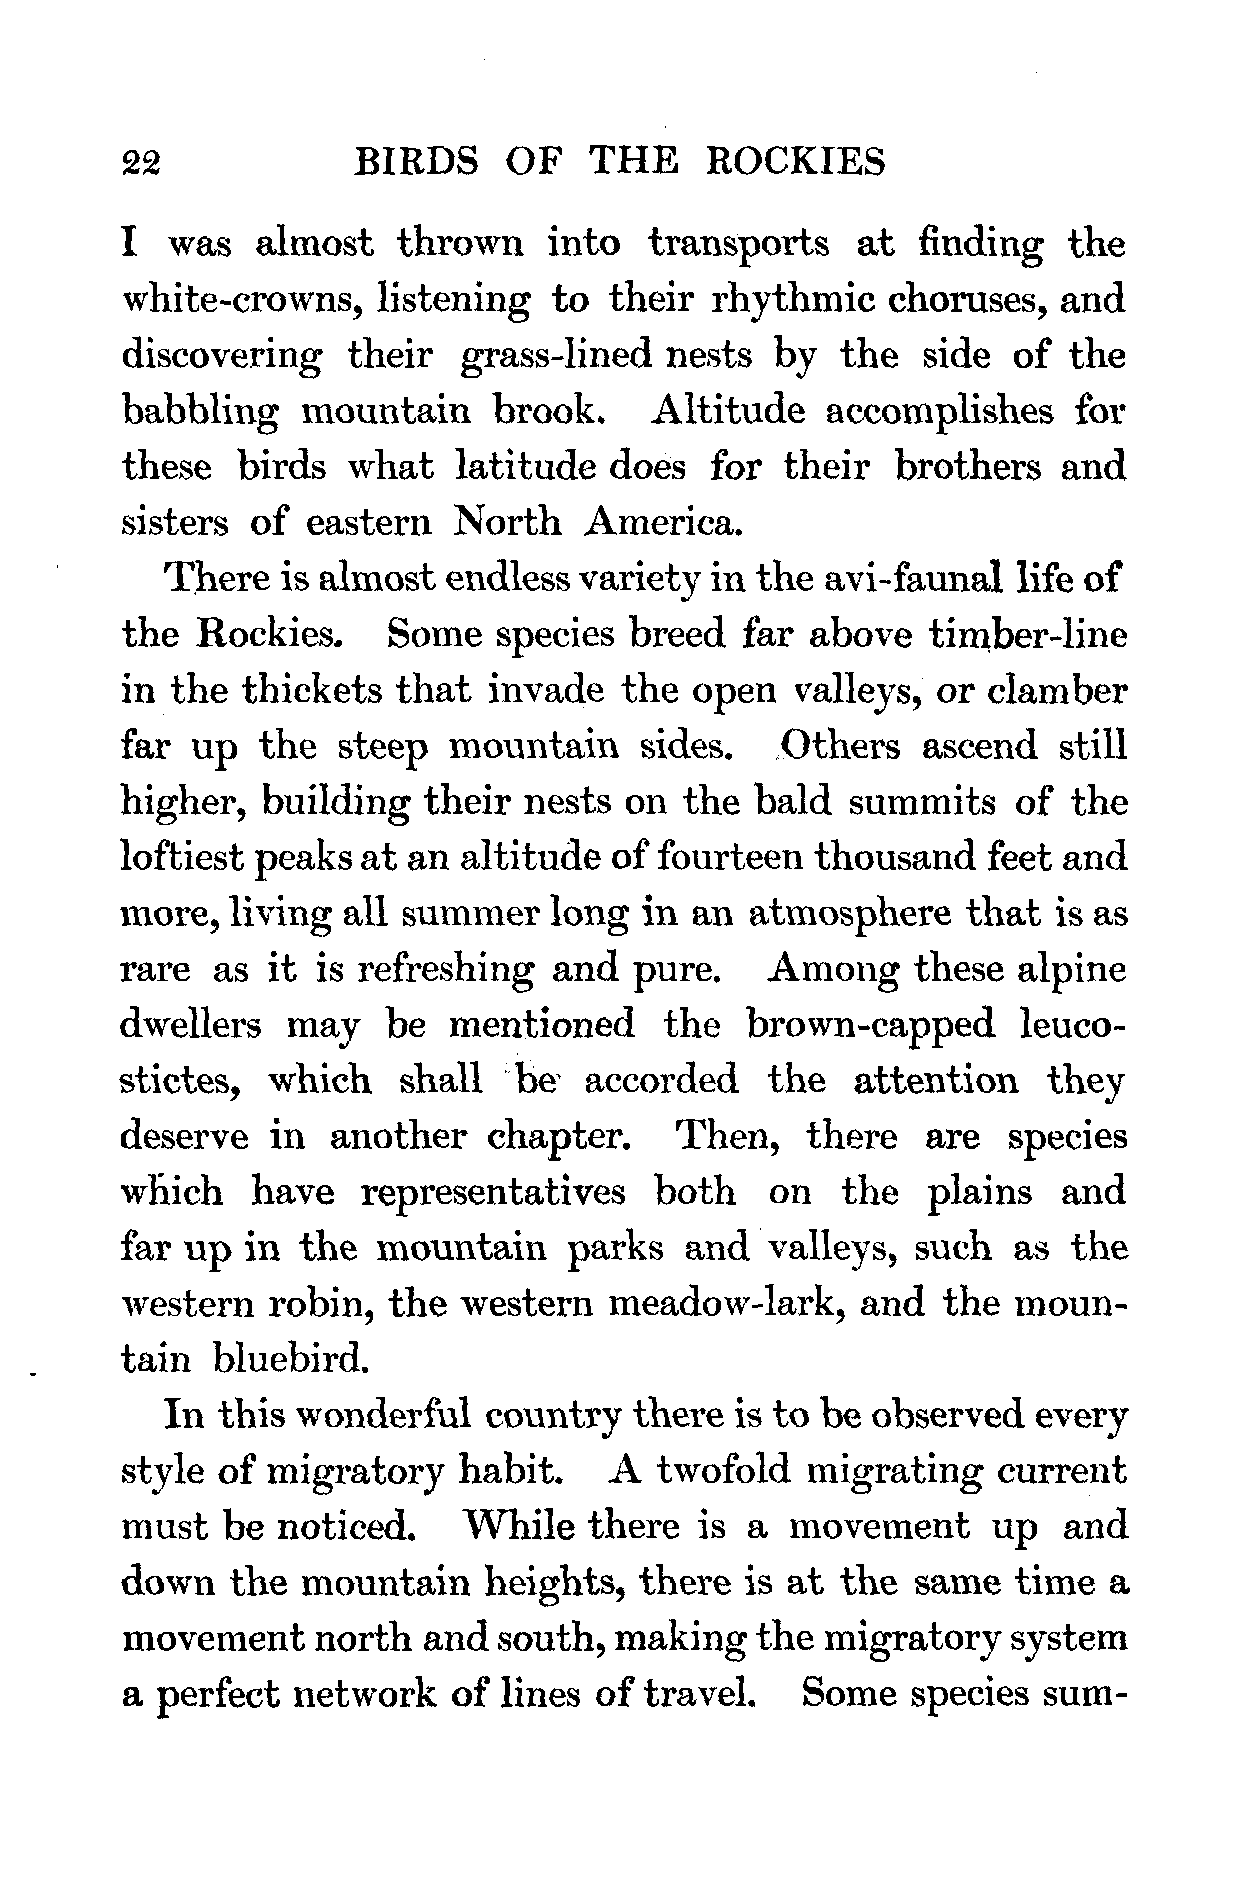 22 BIRDS OF THE ROCKIES
I was almost thrown into transports at finding the
white-crowns, listening to their rhythmic choruses, and
discovering their grass-lined nests by the side of the
babbling mountain brook. Altitude accomplishes for
these birds what latitude does for their brothers and
sisters of eastern North America.
There is almost endless variety in the avi-faunal life of
the Rockies. Some species breed far above timber-line
in the thickets that invade the open valleys, or clamber
far up the steep mountain sides. Others ascend still
higher, building their nests on the bald summits of the
loftiest peaks at an altitude of fourteen thousand feet and
more, living all summer long in an atmosphere that is as
rare as it is refreshing and pure. Among these alpine
dwellers may be mentioned the brown-capped leuco-
stictes, which shall be accorded the attention they
deserve in another chapter. Then, there are species
which have representatives both on the plains and
far up in the mountain parks and valleys, such as the
western robin, the western meadow-lark, and the moun-
tain bluebird.
In this wonderful country there is to be observed every
style of migratory habit. A twofold migrating current
must be noticed. While there is a movement up and
down the mountain heights, there is at the same time a
movement north and south, making the migratory system
a perfect network of lines of travel. Some species sum-